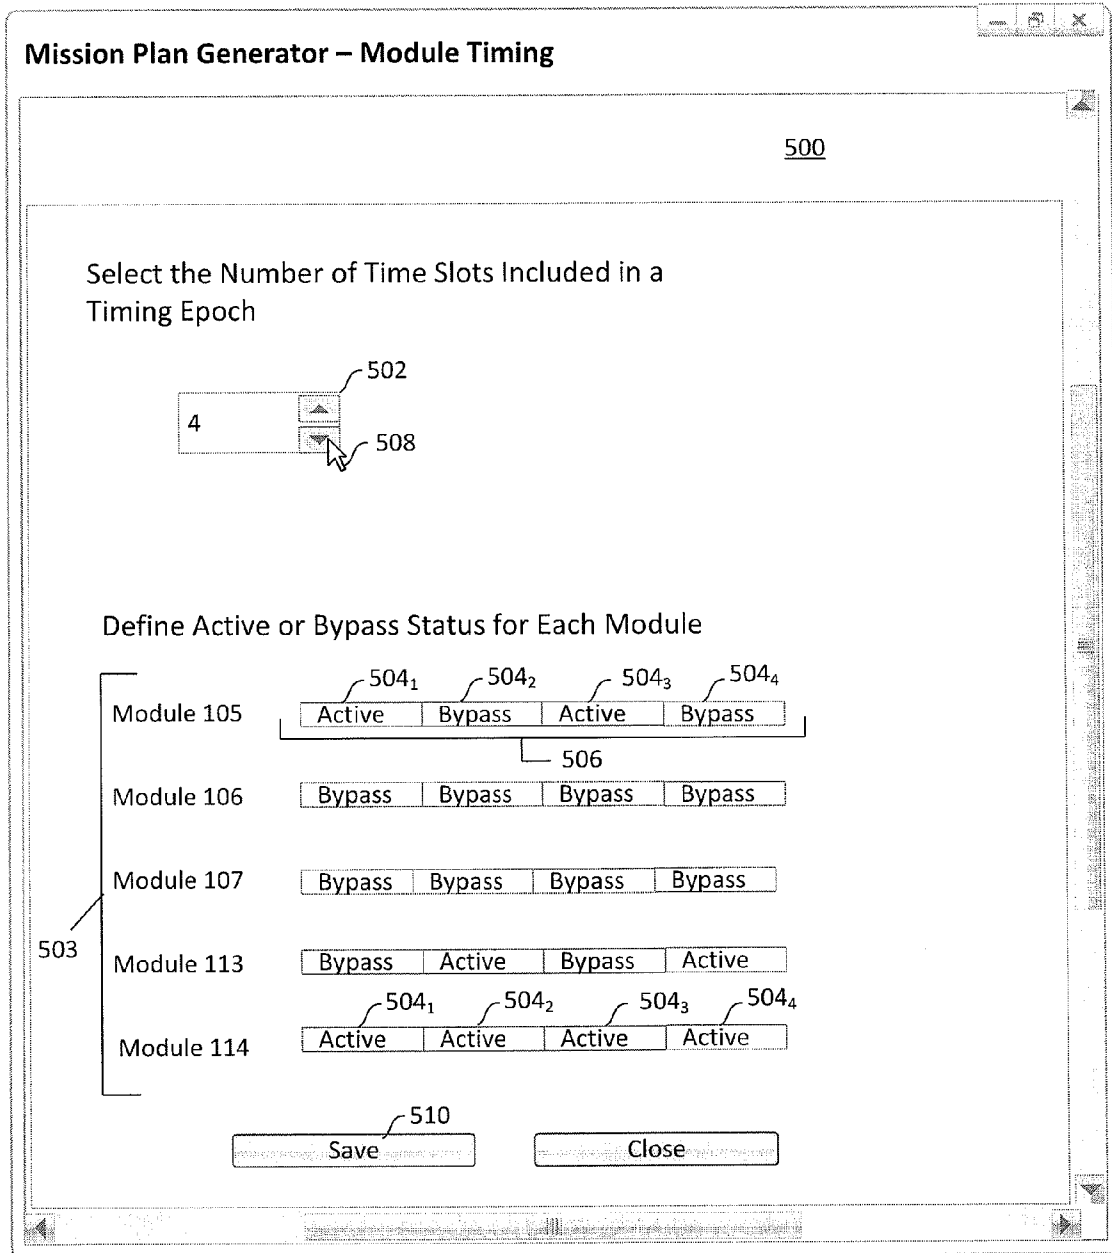 Mission Plan Generator – Module Timing
500
Select the Number of Time Slots Included in a
Timing Epoch
502
4
508
Define Active or Bypass Status for Each Module
504₁ 504₂ 504₃ 504₄
Module 105 Active Bypass Active Bypass
506
Module 106 Bypass Bypass Bypass Bypass
Module 107 Bypass Bypass Bypass Bypass
503
Module 113 Bypass Active Bypass Active
504₁ 504₂ 504₃ 504₄
Module 114 Active Active Active Active
510
Save Close